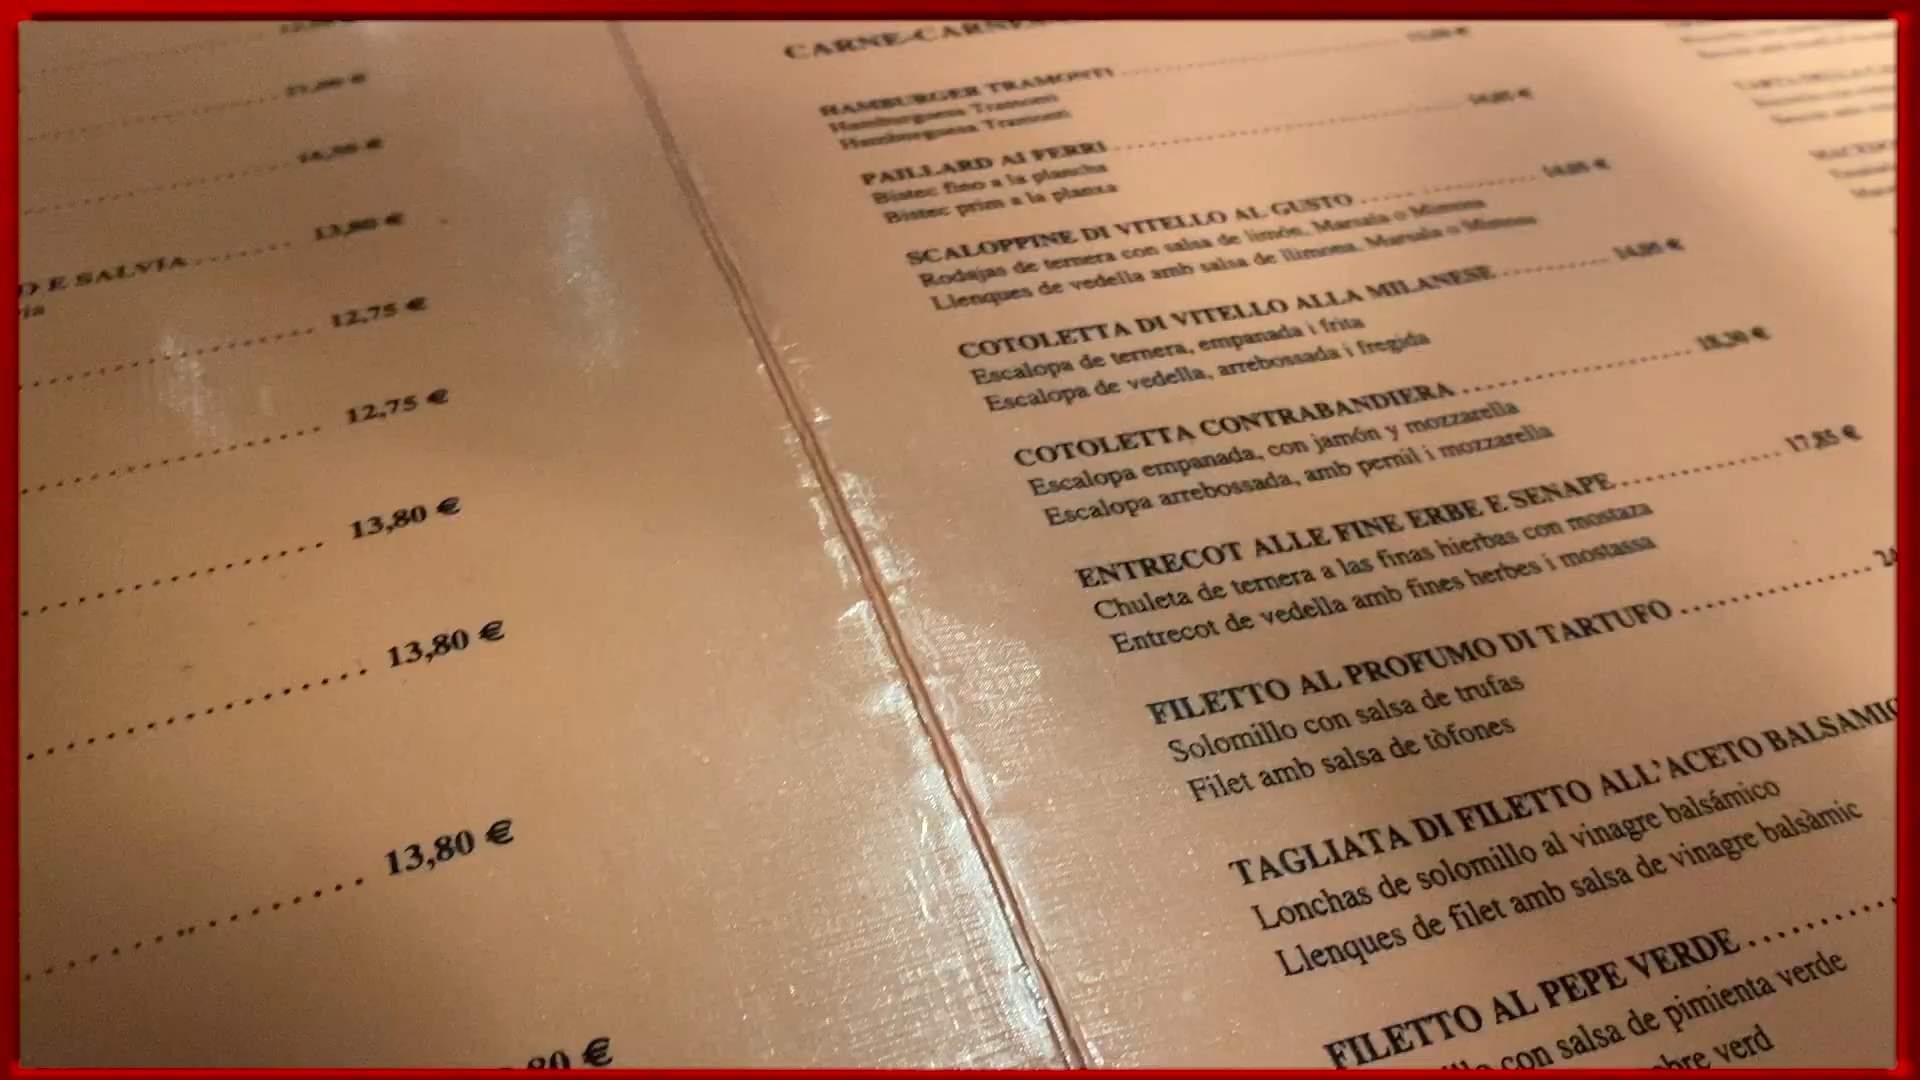 13,80 €
D E SALVIA
12,75 €
12,75 €
13,80 €
13,80 €
13,80 €
80 €
HAMBURGER TRAMONTI
Hamburguesa Tramonti
Hamburguesa Tramonti
PAILLARD AI FERRI
Bistec fino a la plancha
Bistec prim a la planxa
SCALOPPINE DI VITELLO AL GUSTO
Rodajas de ternera con salsa de limón, Marsala o Mimosa
Llenques de vedella amb salsa de llimona, Marsala o Mimosa
COTOLETTA DI VITELLO ALLA MILANESE
Escalopa de ternera, empanada i frita
Escalopa de vedella, arrebossada i fregida
COTOLETTA CONTRABANDIERA
Escalopa empanada, con jamón y mozzarella
Escalopa arrebossada, amb pernil i mozzarella
ENTRECOT ALLE FINE ERBE E SENAPE 17,85 €
Chuleta de ternera a las finas hierbas con mostaza
Entrecot de vedella amb fines herbes i mostassa
FILETTO AL PROFUMO DI TARTUFO
Solomillo con salsa de trufas
Filet amb salsa de tòfones
TAGLIATA DI FILETTO ALL'ACETO BALSAMIC
Lonchas de solomillo al vinagre balsámico
Llenques de filet amb salsa de vinagre balsàmic
FILETTO AL PEPE VERDE
con salsa de pimienta verde
verd